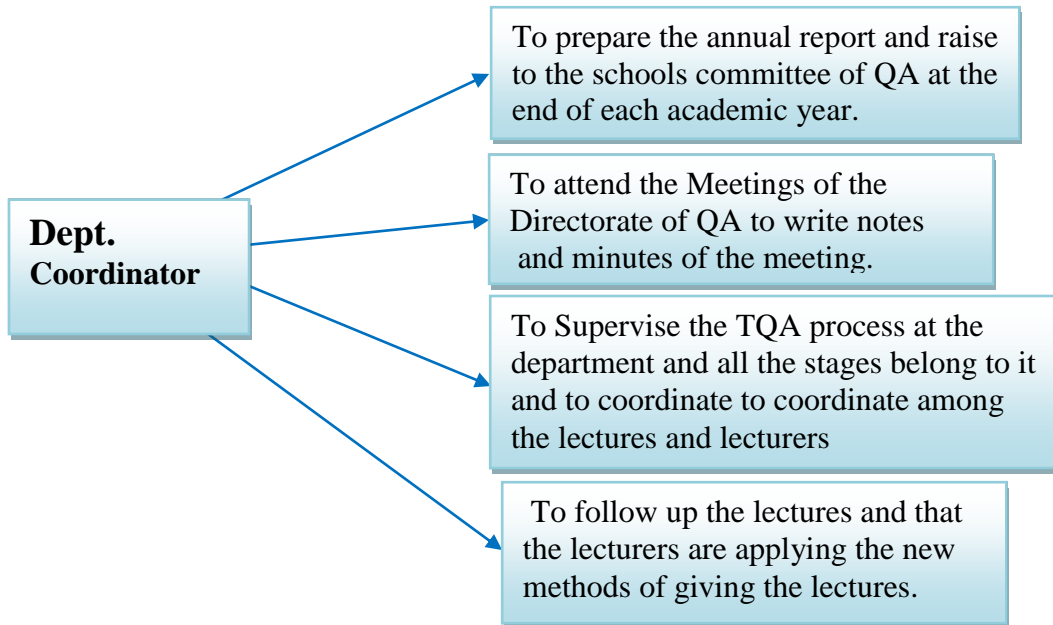 To prepare the annual report and raise
to the schools committee of QA at the
end of each academic year.
To attend the Meetings of the
Directorate of QA to write notes
and minutes of the meeting.
Dept.
Coordinator
To Supervise the TQA process at the
department and all the stages belong to it
and to coordinate to coordinate among
the lectures and lecturers
To follow up the lectures and that
the lecturers are applying the new
methods of giving the lectures.